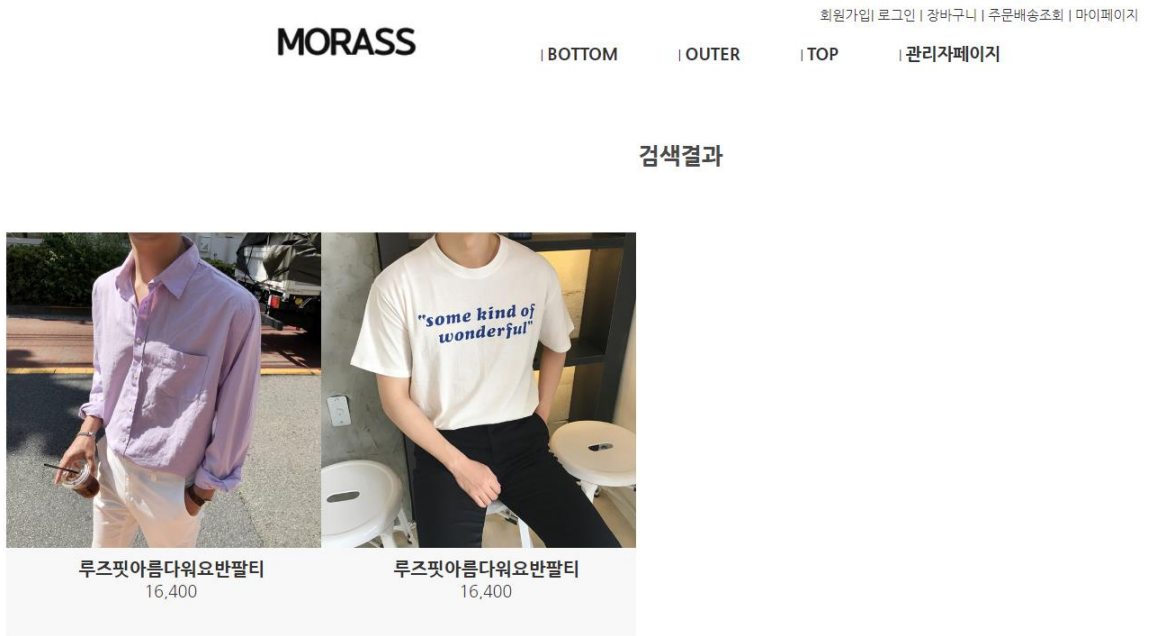 회원가입| 로그인 | 장바구니 | 주문배송조회 | 마이페이지
MORASS
| BOTTOM | OUTER | TOP | 관리자페이지
검색결과
"some kind of
wonderful"
루즈핏아름다워요반팔티 루즈핏아름다워요반팔티
16,400 16,400